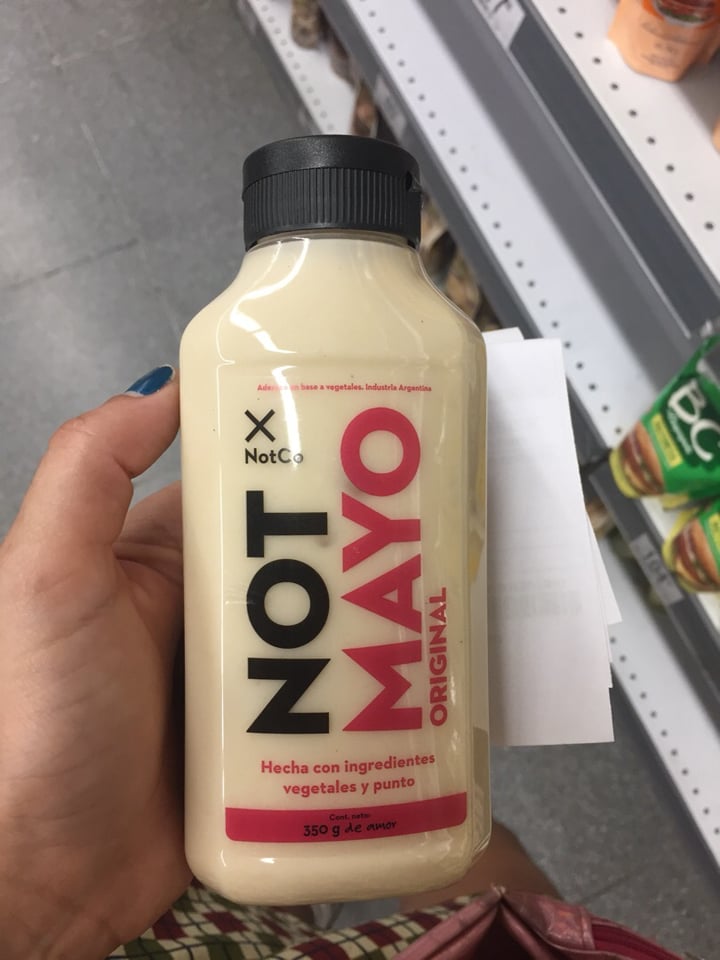 Aderezo en base a vegetales. Industria Argentina
NotCo
NOT
MAYO
ORIGINAL
Hecha con ingredientes
vegetales y punto
Cont. neto:
350 g de amor
BC